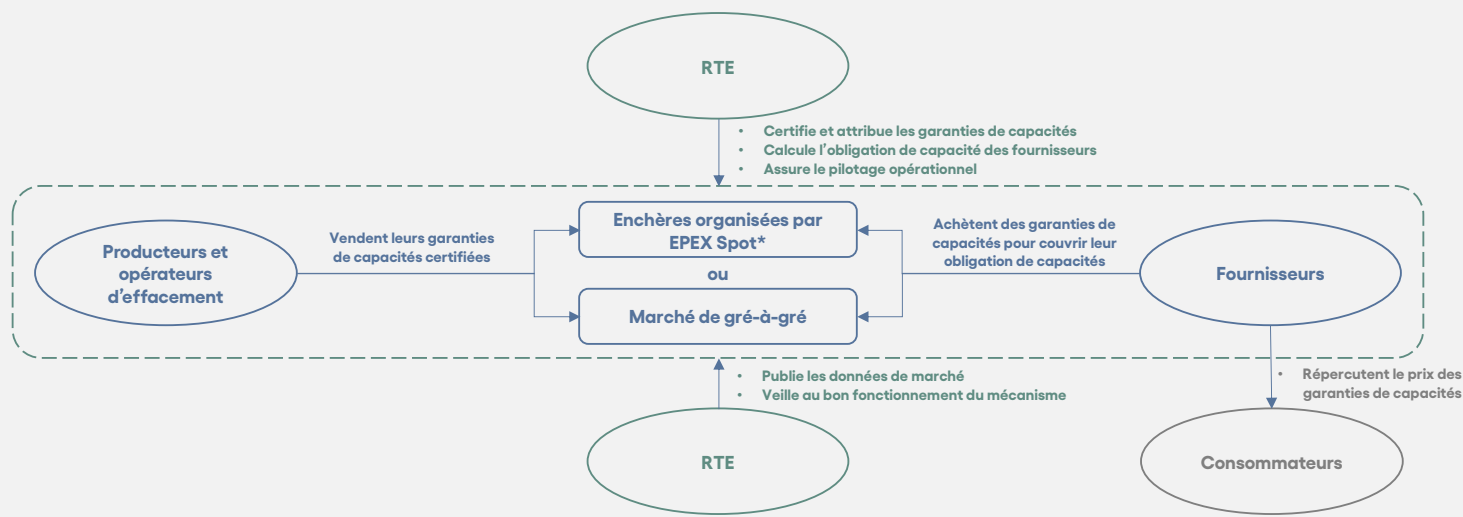 RTE
• Certifie et attribue les garanties de capacités
• Calcule l'obligation de capacité des fournisseurs
• Assure le pilotage opérationnel
Producteurs et
opérateurs
d'effacement
Vendent leurs garanties
de capacités certifiées
Enchères organisées par
EPEX Spot*
ou
Marché de gré-à-gré
Achètent des garanties de
capacités pour couvrir leur
obligation de capacités
Fournisseurs
• Publie les données de marché
• Veille au bon fonctionnement du mécanisme
RTE
• Répercutent le prix des
garanties de capacités
Consommateurs